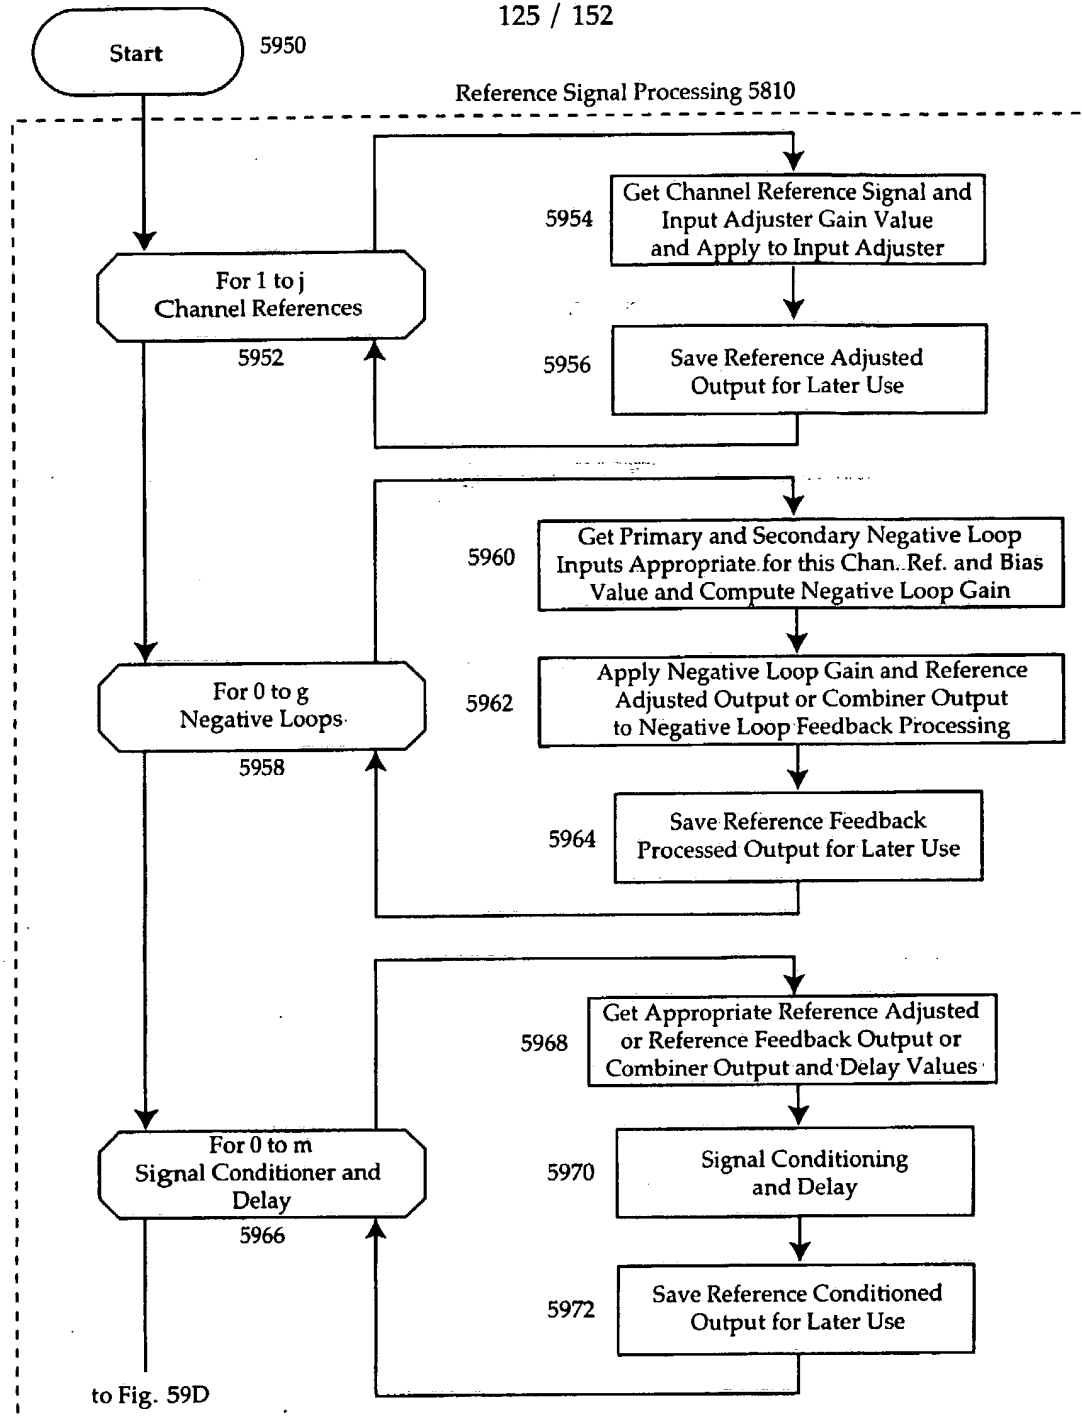 125 / 152
Start
5950
Reference Signal Processing 5810
5954
Get Channel Reference Signal and
Input Adjuster Gain Value
and Apply to Input Adjuster
For 1 to j
Channel References
5952
5956
Save Reference Adjusted
Output for Later Use
5960
Get Primary and Secondary Negative Loop
Inputs Appropriate for this Chan. Ref. and Bias
Value and Compute Negative Loop Gain
For 0 to g
Negative Loops
5958
5962
Apply Negative Loop Gain and Reference
Adjusted Output or Combiner Output
to Negative Loop Feedback Processing
5964
Save Reference Feedback
Processed Output for Later Use
5968
Get Appropriate Reference Adjusted
or Reference Feedback Output or
Combiner Output and Delay Values
For 0 to m
Signal Conditioner and
Delay
5966
5970
Signal Conditioning
and Delay
5972
Save Reference Conditioned
Output for Later Use
to Fig. 59D